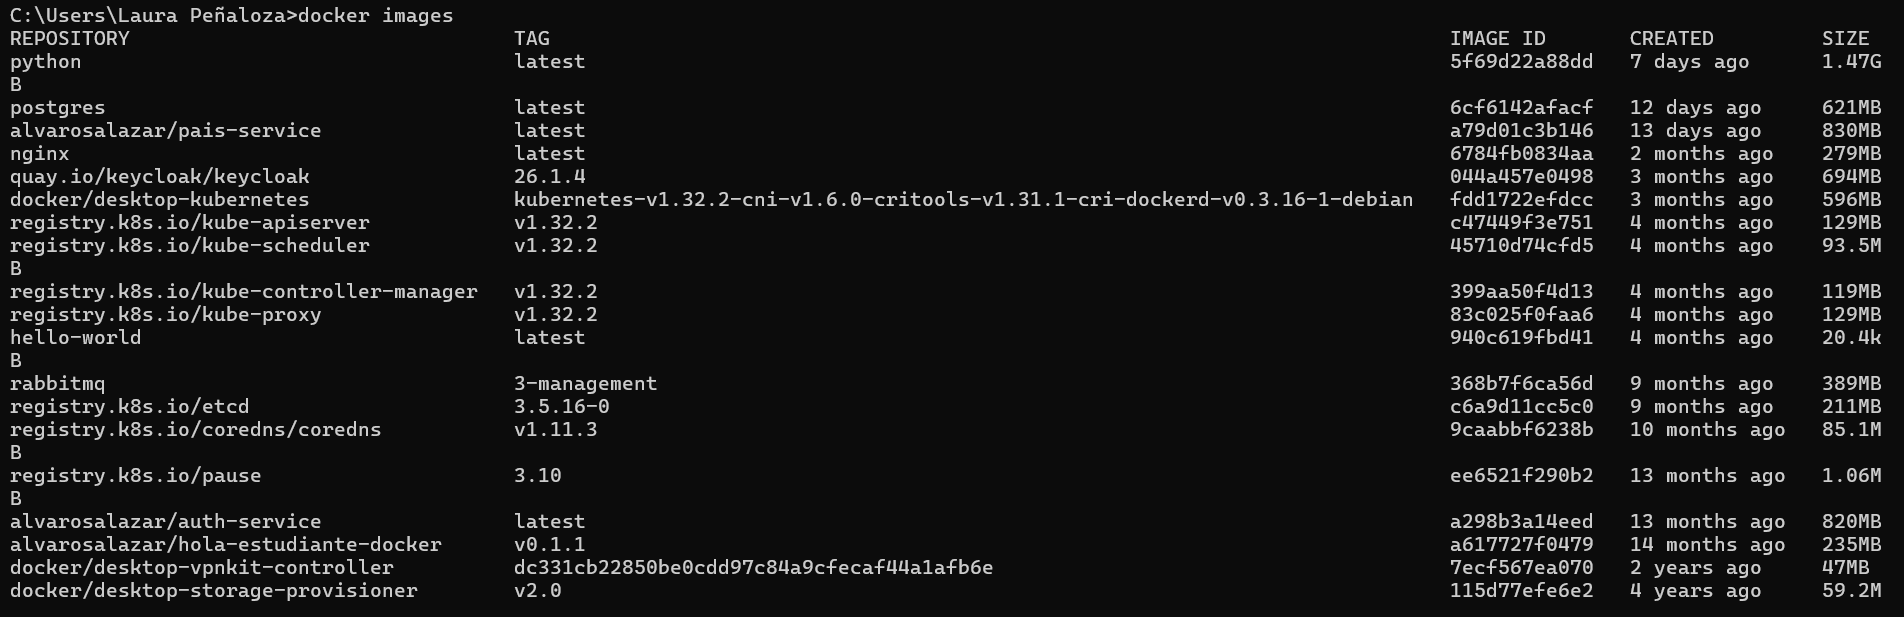 C:\Users\Laura Peñaloza>docker images
REPOSITORY TAG IMAGE ID CREATED SIZE
python latest 5f69d22a88dd 7 days ago 1.47G
B
postgres latest 6cf6142afacf 12 days ago 621MB
alvarosalazar/pais-service latest a79d01c3b146 13 days ago 830MB
nginx latest 6784fb0834aa 2 months ago 279MB
quay.io/keycloak/keycloak 26.1.4 044a457e0498 3 months ago 694MB
docker/desktop-kubernetes kubernetes-v1.32.2-cni-v1.6.0-critools-v1.31.1-cri-dockerd-v0.3.16-1-debian fdd1722efdcc 3 months ago 596MB
registry.k8s.io/kube-apiserver v1.32.2 c47449f3e751 4 months ago 129MB
registry.k8s.io/kube-scheduler v1.32.2 45710d74cfd5 4 months ago 93.5M
B
registry.k8s.io/kube-controller-manager v1.32.2 399aa50f4d13 4 months ago 119MB
registry.k8s.io/kube-proxy v1.32.2 83c025f0faa6 4 months ago 129MB
hello-world latest 940c619fbd41 4 months ago 20.4k
B
rabbitmq 3-management 368b7f6ca56d 9 months ago 389MB
registry.k8s.io/etcd 3.5.16-0 c6a9d11cc5c0 9 months ago 211MB
registry.k8s.io/coredns/coredns v1.11.3 9caabbf6238b 10 months ago 85.1M
B
registry.k8s.io/pause 3.10 ee6521f290b2 13 months ago 1.06M
B
alvarosalazar/auth-service latest a298b3a14eed 13 months ago 820MB
alvarosalazar/hola-estudiante-docker v0.1.1 a617727f0479 14 months ago 235MB
docker/desktop-vpnkit-controller dc331cb22850be0cdd97c84a9cfecaf44a1afb6e 7ecf567ea070 2 years ago 47MB
docker/desktop-storage-provisioner v2.0 115d77efe6e2 4 years ago 59.2M